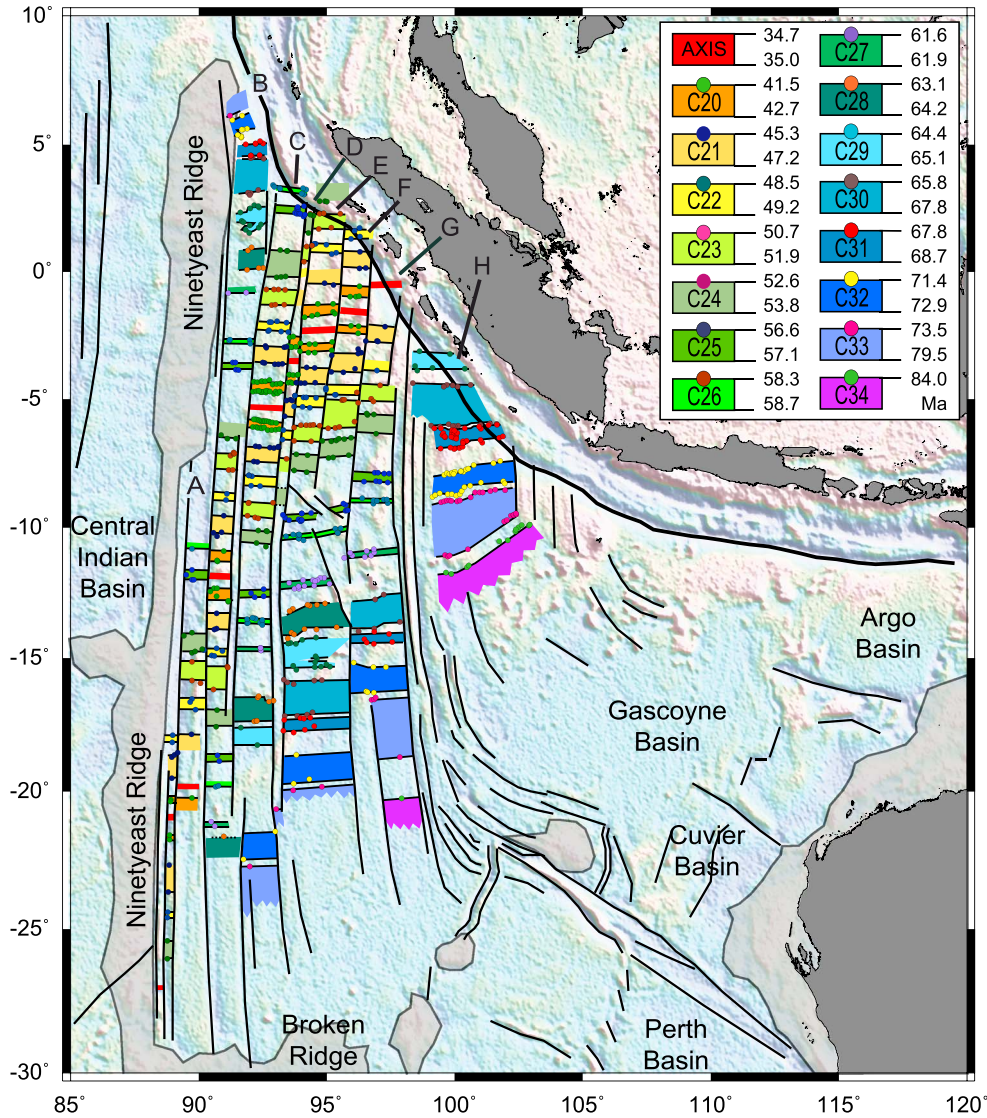 10°
5°
0°
-5°
-10°
-15°
-20°
-25°
-30°
85°
90°
95°
100°
105°
110°
115°
120°
B
C
D
E
F
G
H
A
Ninetyeast Ridge
Central
Indian
Basin
Ninetyeast Ridge
Broken
Ridge
Argo
Basin
Gascoyne
Basin
Cuvier
Basin
Perth
Basin
AXIS 34.7
35.0
C20 41.5
42.7
C21 45.3
47.2
C22 48.5
49.2
C23 50.7
51.9
C24 52.6
53.8
C25 56.6
57.1
C26 58.3
58.7
C27 61.6
61.9
C28 63.1
64.2
C29 64.4
65.1
C30 65.8
67.8
C31 67.8
68.7
C32 71.4
72.9
C33 73.5
79.5
C34 84.0
Ma